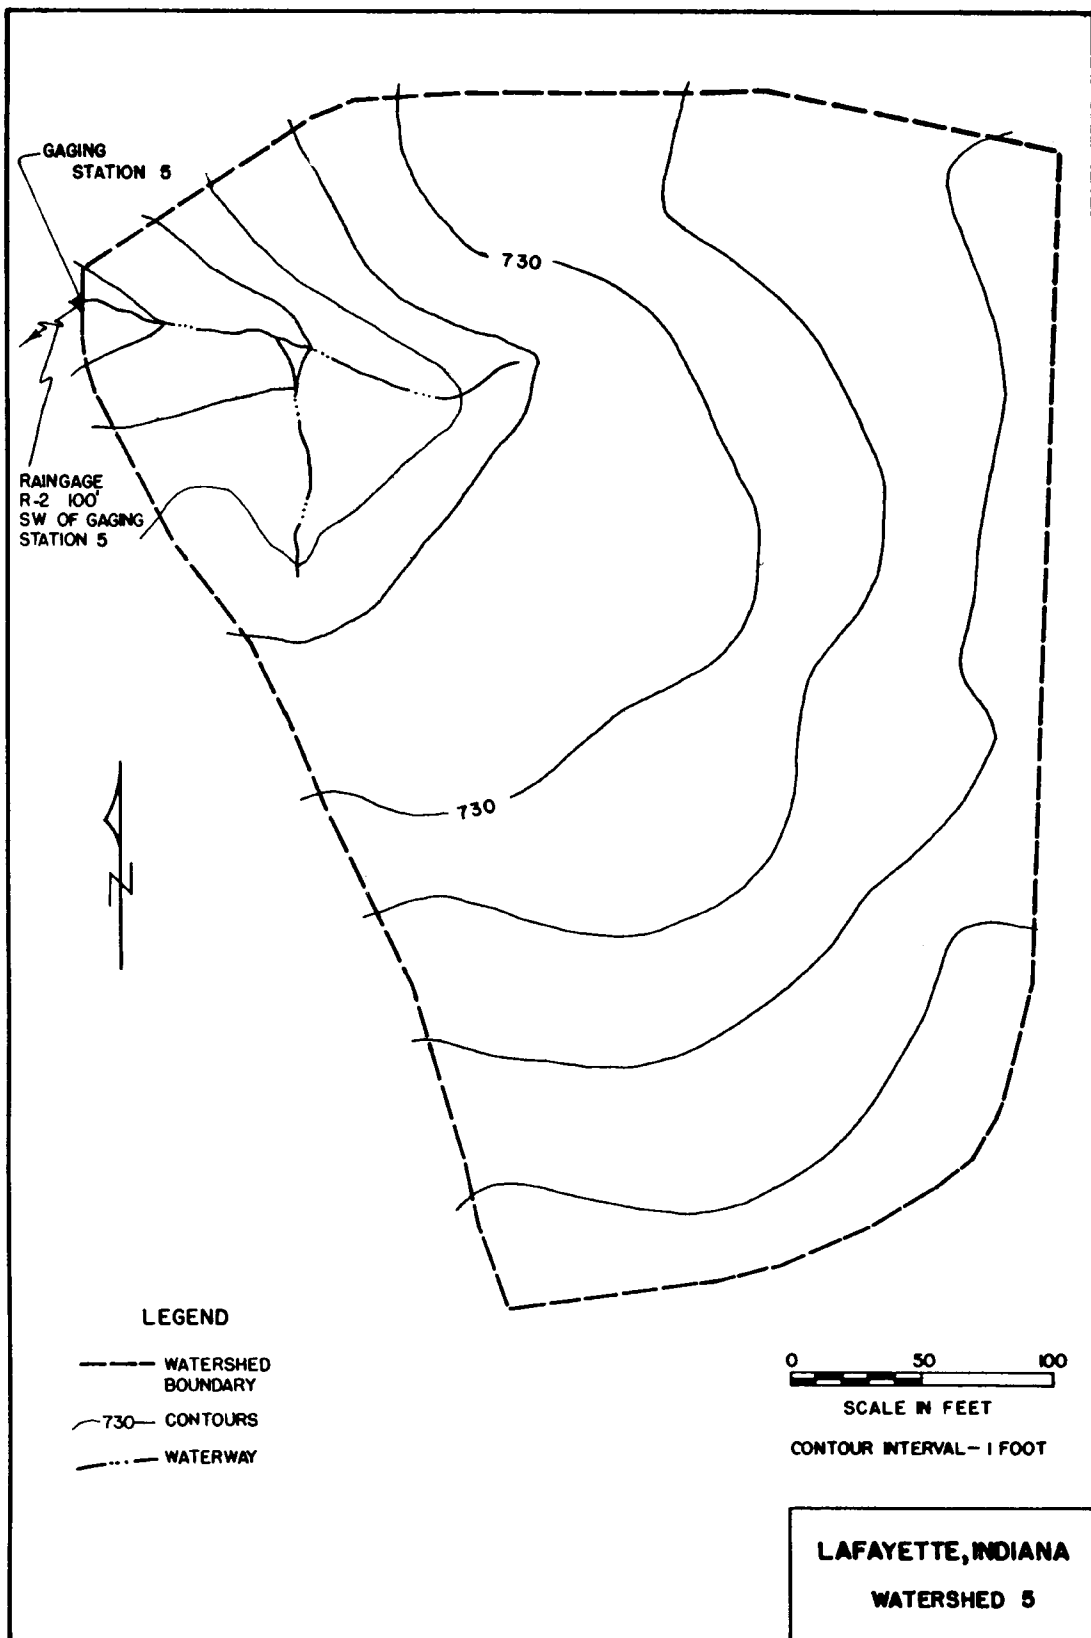 GAGING
STATION 5
730
RAINGAGE
R-2 100'
SW OF GAGING
STATION 5
730
N
LEGEND
WATERSHED
BOUNDARY
730 CONTOURS
WATERWAY
0 50 100
SCALE IN FEET
CONTOUR INTERVAL - 1 FOOT
LAFAYETTE, INDIANA
WATERSHED 5